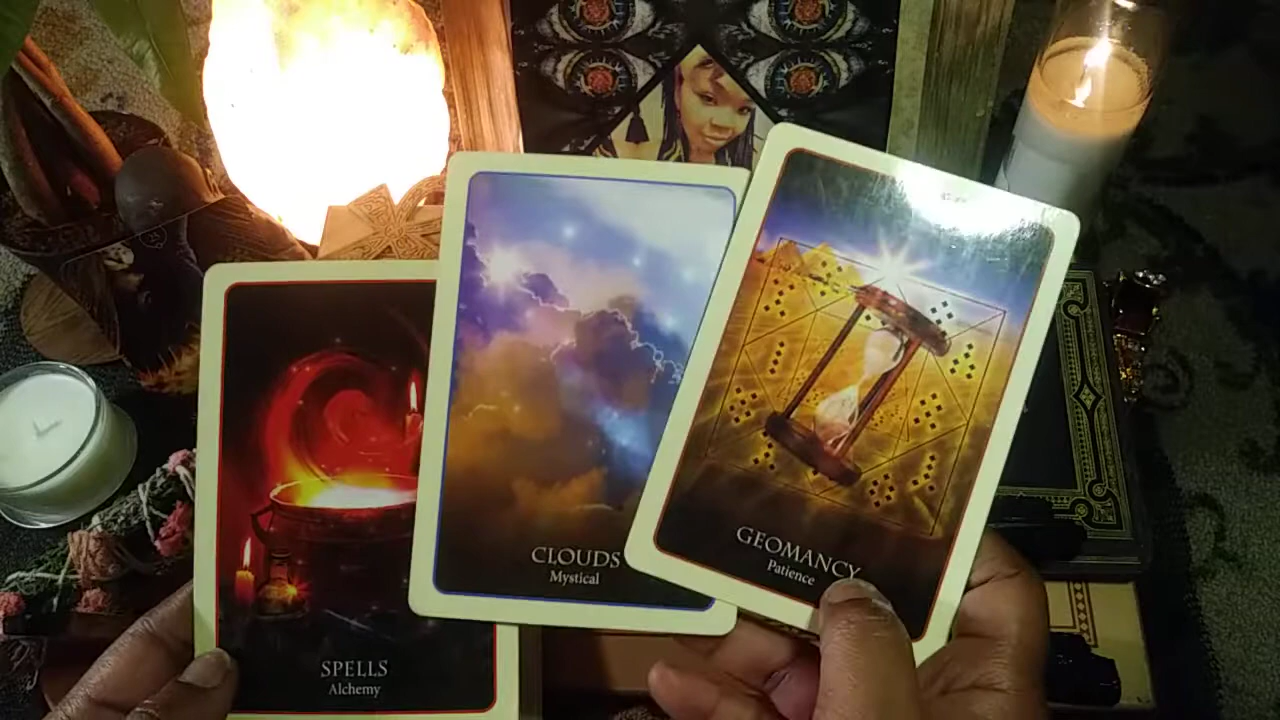 SPELLS
Alchemy
CLOUDS
Mystical
GEOMANCY
Patience